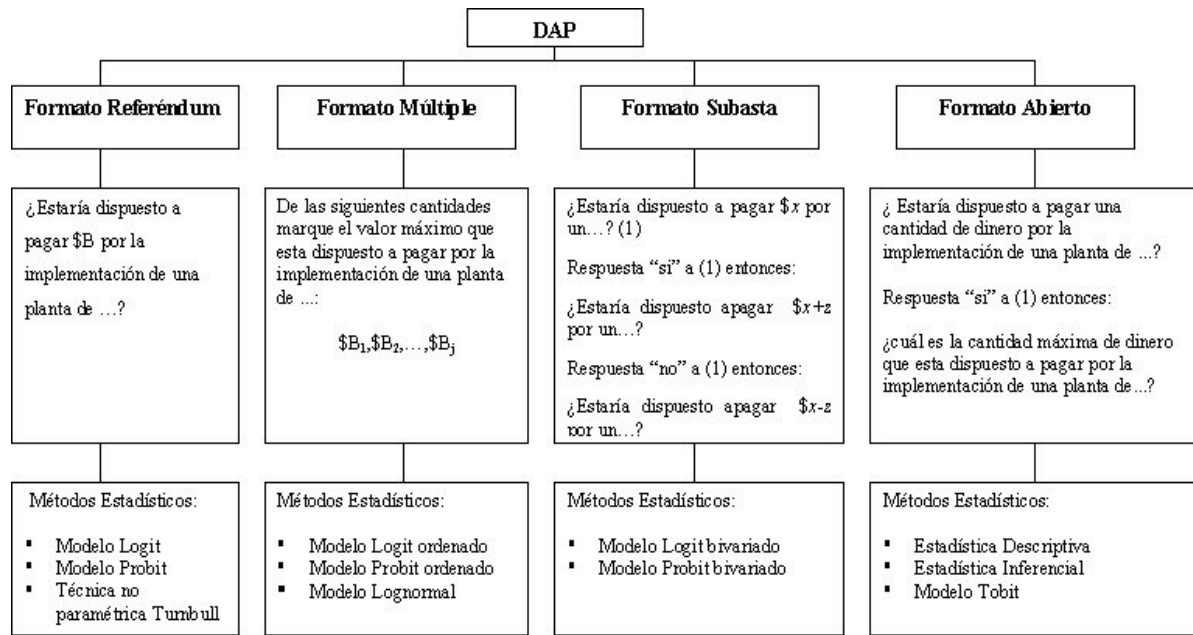 DAP
Formato Referéndum
Formato Múltiple
Formato Subasta
Formato Abierto
¿Estaría dispuesto a
pagar $B por la
implementación de una
planta de …?
De las siguientes cantidades
marque el valor máximo que
esta dispuesto a pagar por la
implementación de una planta
de ...:
$B1,$B2,…,$Bj
¿Estaría dispuesto a pagar $x por
un…? (1)
Respuesta “si” a (1) entonces:
¿Estaría dispuesto apagar $x+z
por un…?
Respuesta “no” a (1) entonces:
¿Estaría dispuesto apagar $x-z
por un…?
¿ Estaría dispuesto a pagar una
cantidad de dinero por la
implementación de una planta de ...?
Respuesta “si” a (1) entonces:
¿cuál es la cantidad máxima de dinero
que esta dispuesto a pagar por la
implementación de una planta de...?
Métodos Estadísticos:
▪ Modelo Logit
▪ Modelo Probit
▪ Técnica no
paramétrica Turnbull
Métodos Estadísticos:
▪ Modelo Logit ordenado
▪ Modelo Probit ordenado
▪ Modelo Lognormal
Métodos Estadísticos:
▪ Modelo Logit bivariado
▪ Modelo Probit bivariado
Métodos Estadísticos:
▪ Estadística Descriptiva
▪ Estadística Inferencial
▪ Modelo Tobit